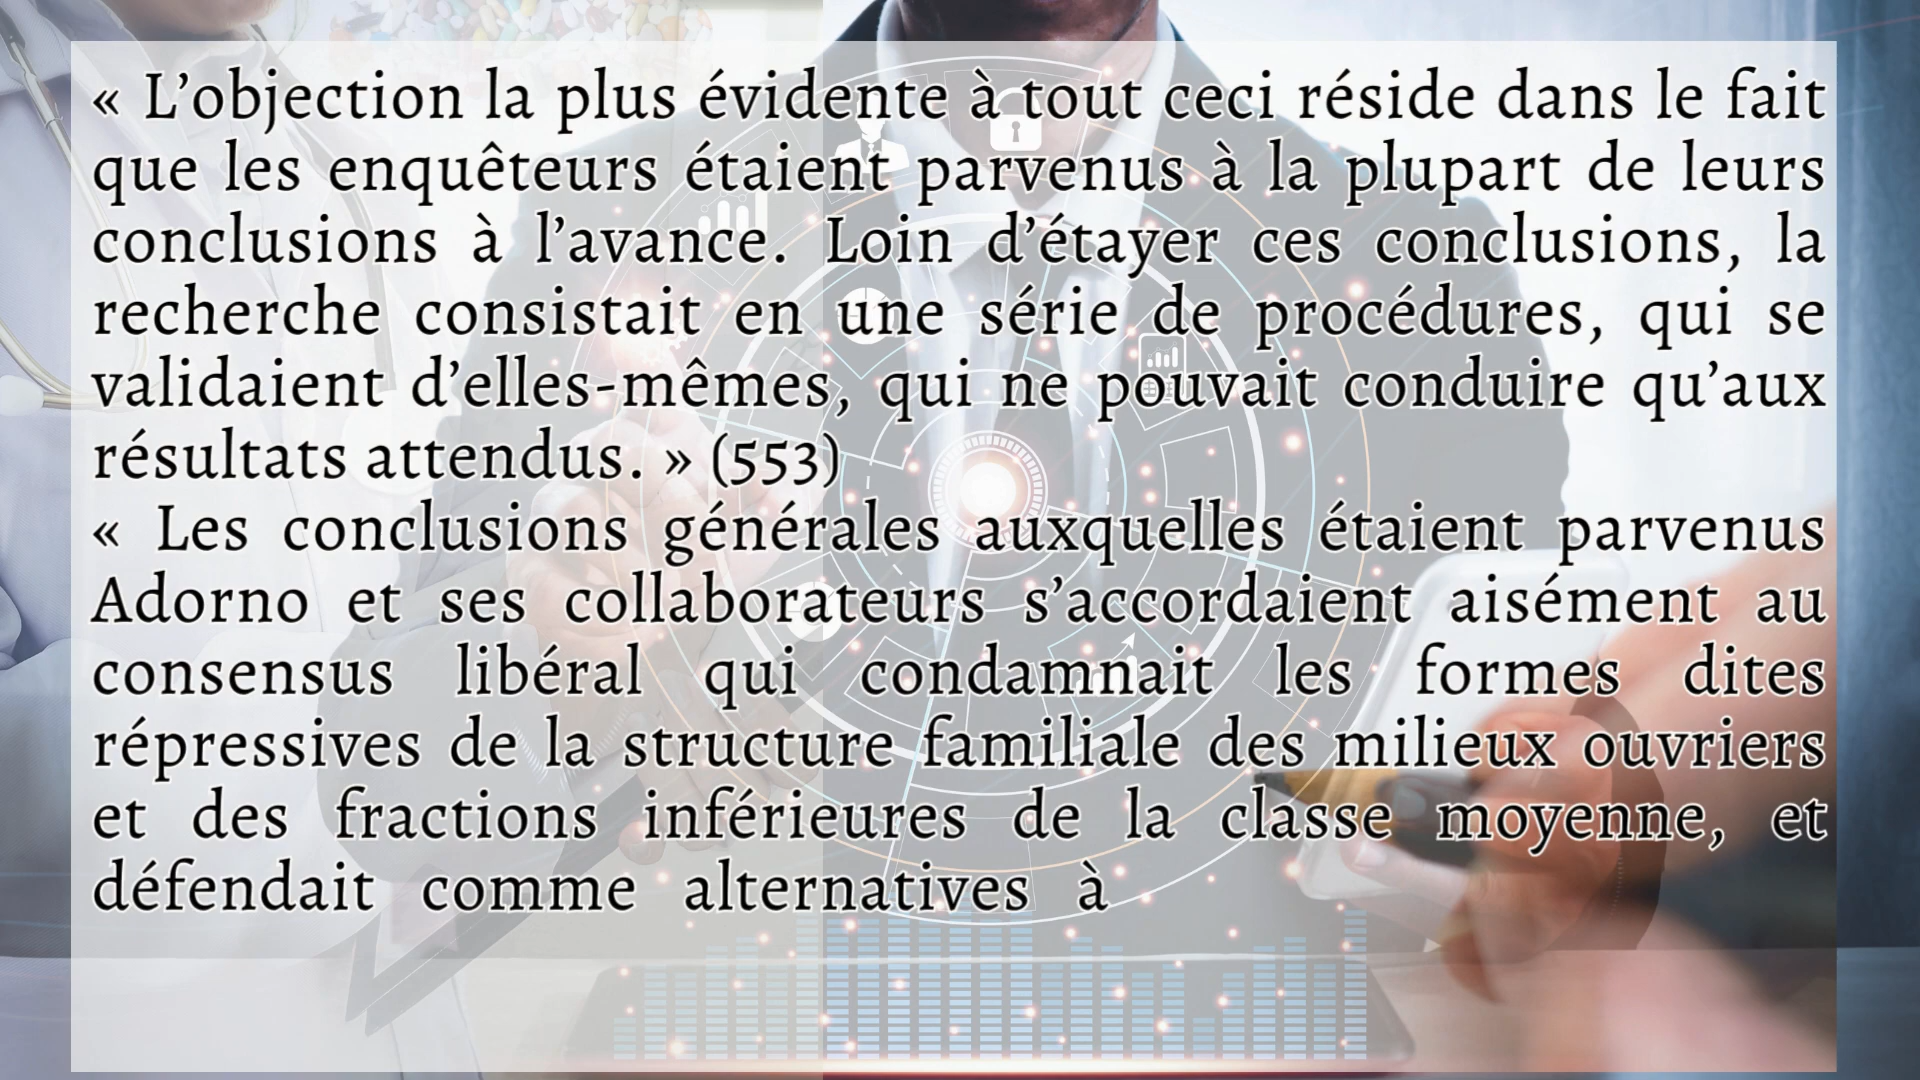 « L’objection la plus évidente à tout ceci réside dans le fait
que les enquêteurs étaient parvenus à la plupart de leurs
conclusions à l’avance. Loin d’étayer ces conclusions, la
recherche consistait en une série de procédures, qui se
validaient d’elles-mêmes, qui ne pouvait conduire qu’aux
résultats attendus. » (553)
« Les conclusions générales auxquelles étaient parvenus
Adorno et ses collaborateurs s’accordaient aisément au
consensus libéral qui condamnait les formes dites
répressives de la structure familiale des milieux ouvriers
et des fractions inférieures de la classe moyenne, et
défendait comme alternatives à